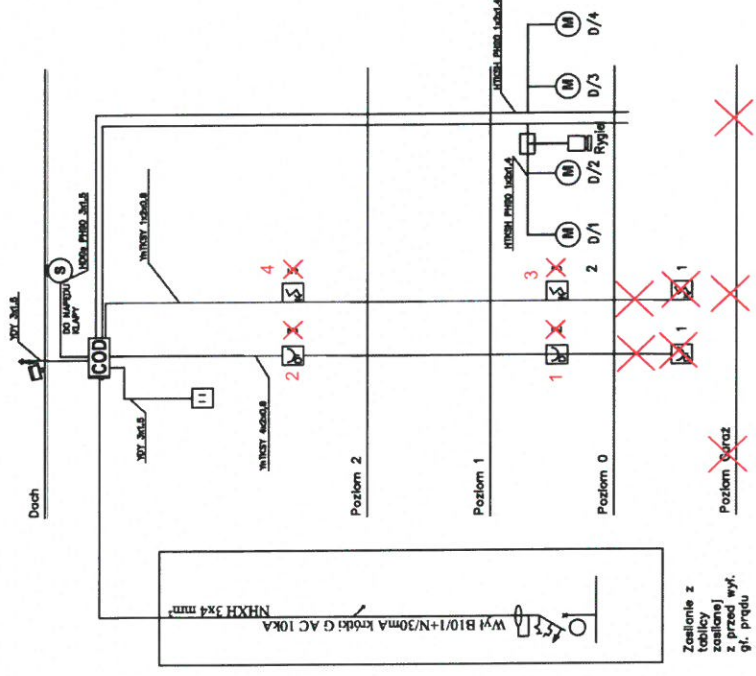 Dach
YDY 3x1,5
DO NAPĘDU
KLAPY
S
HDGs PH90 3x1,5
COD
YDY 3x1,5
YnTKSY 4x2x0,8
YnTKSY 1x2x0,8
2
4
Poziom 2
Poziom 1
1
3
2
HTKSH PH90 1x2x1,4
HTKSH PH90 1x2x1,4
M
M
M
M
D/1
D/2
Rygiel
D/3
D/4
Poziom 0
1
1
Poziom Garaż
NHXH 3x4 mm²
Wył B10/1+N/30mA krótki G AC 10kA
Zasilanie z
tablicy
zasilanej
z przed wył.
gł. prądu